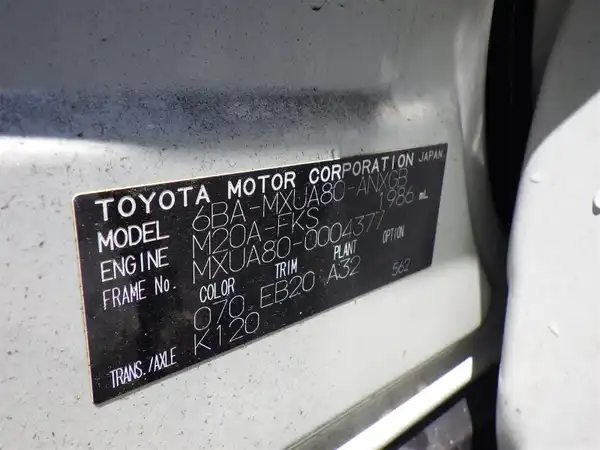 TOYOTA MOTOR CORPORATION JAPAN
MODEL 6BA-MXUA80-ANXGB
ENGINE M20A-FKS 1986 mL
FRAME No. MXUA80-0004377
COLOR TRIM PLANT OPTION
070 EB20 A32 562
TRANS./AXLE K120